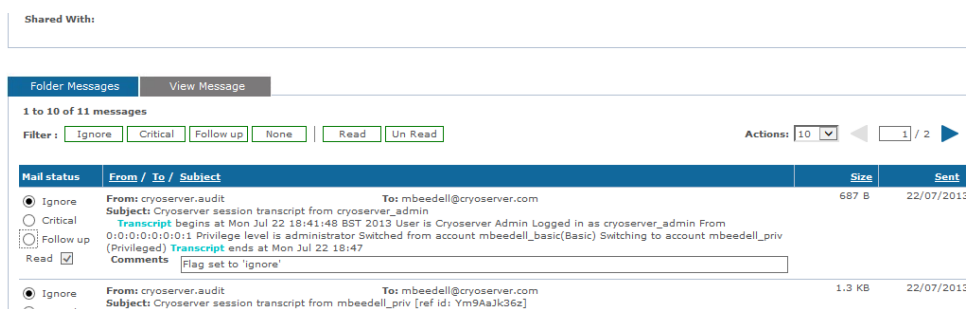 Shared With:
Folder Messages View Message
1 to 10 of 11 messages
Filter : Ignore Critical Follow up None | Read Un Read Actions: 10 1 / 2
Mail status From / To / Subject Size Sent
Ignore From: cryoserver.audit To: mbeedell@cryoserver.com 687 B 22/07/2013
Critical Subject: Cryoserver session transcript from cryoserver_admin
Transcript begins at Mon Jul 22 18:41:48 BST 2013 User is Cryoserver Admin Logged in as cryoserver_admin From
Follow up 0:0:0:0:0:0:0:1 Privilege level is administrator Switched from account mbeedell_basic(Basic) Switching to account mbeedell_priv
(Privileged) Transcript ends at Mon Jul 22 18:47
Read Comments Flag set to 'ignore'
Ignore From: cryoserver.audit To: mbeedell@cryoserver.com 1.3 KB 22/07/2013
Subject: Cryoserver session transcript from mbeedell_priv [ref id: Ym9AaJk36z]